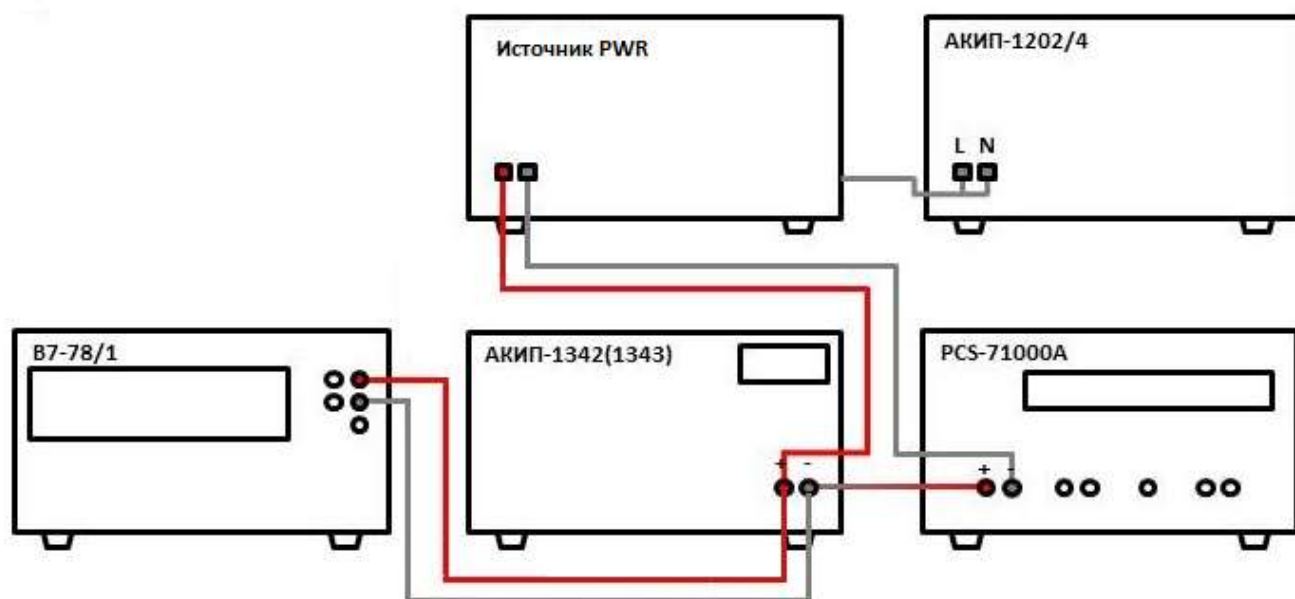 Источник PWR
АКИП-1202/4
L N
В7-78/1
АКИП-1342(1343)
PCS-71000A
+ -
+ -